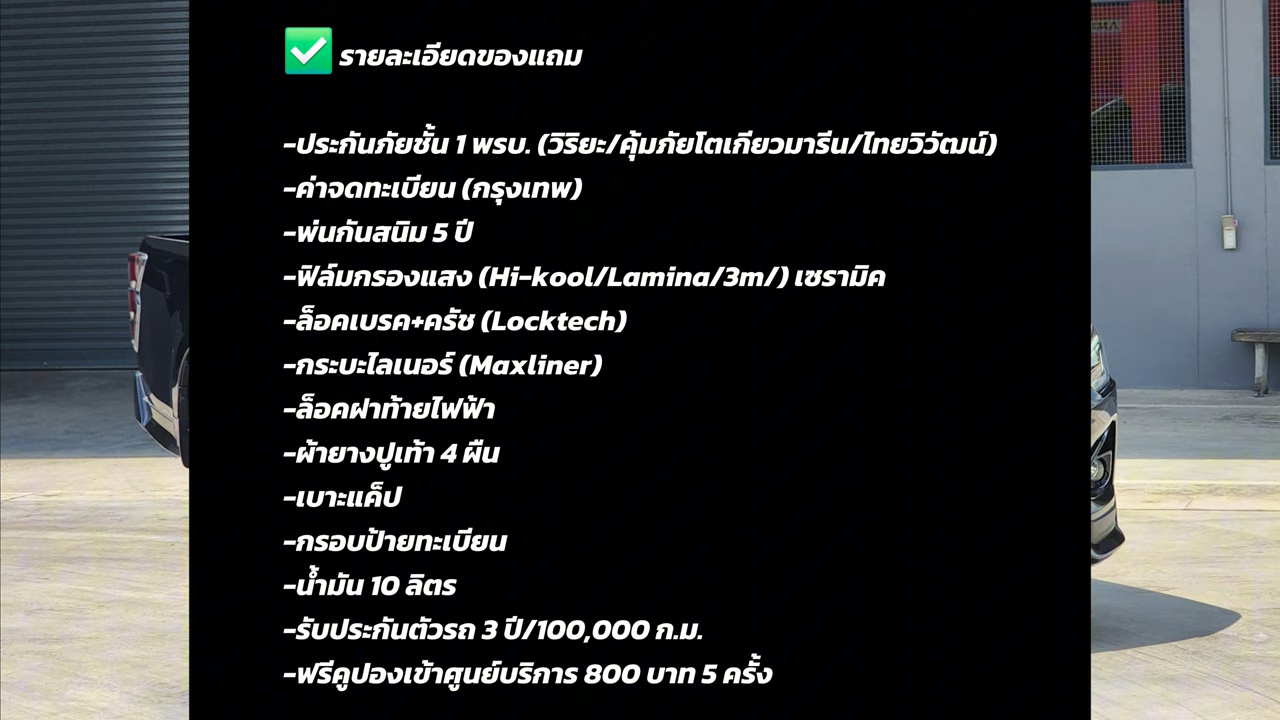 ✅ รายละเอียดของแถม
-ประกันภัยชั้น 1 พรบ. (วิริยะ/คุ้มภัยโตเกียวมารีน/ไทยวิวัฒน์)
-ค่าจดทะเบียน (กรุงเทพ)
-พ่นกันสนิม 5 ปี
-ฟิล์มกรองแสง (Hi-kool/Lamina/3m/) เซรามิค
-ล็อคเบรค+ครัช (Locktech)
-กระบะไลเนอร์ (Maxliner)
-ล็อคฝาท้ายไฟฟ้า
-ผ้ายางปูเท้า 4 ผืน
-เบาะแค็ป
-กรอบป้ายทะเบียน
-น้ำมัน 10 ลิตร
-รับประกันตัวรถ 3 ปี/100,000 ก.ม.
-ฟรีคูปองเข้าศูนย์บริการ 800 บาท 5 ครั้ง